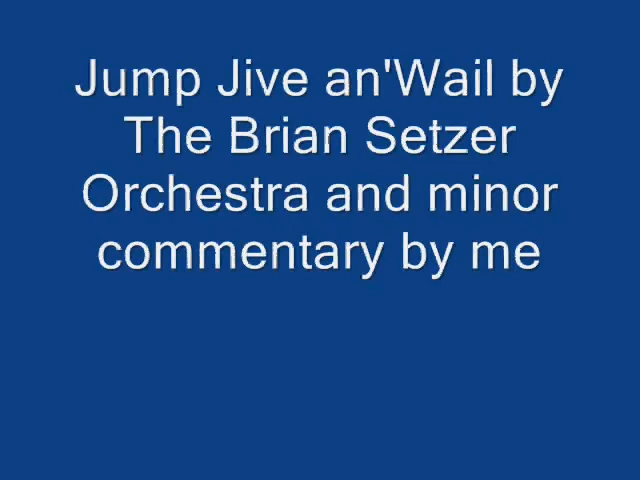 Jump Jive an'Wail by
The Brian Setzer
Orchestra and minor
commentary by me